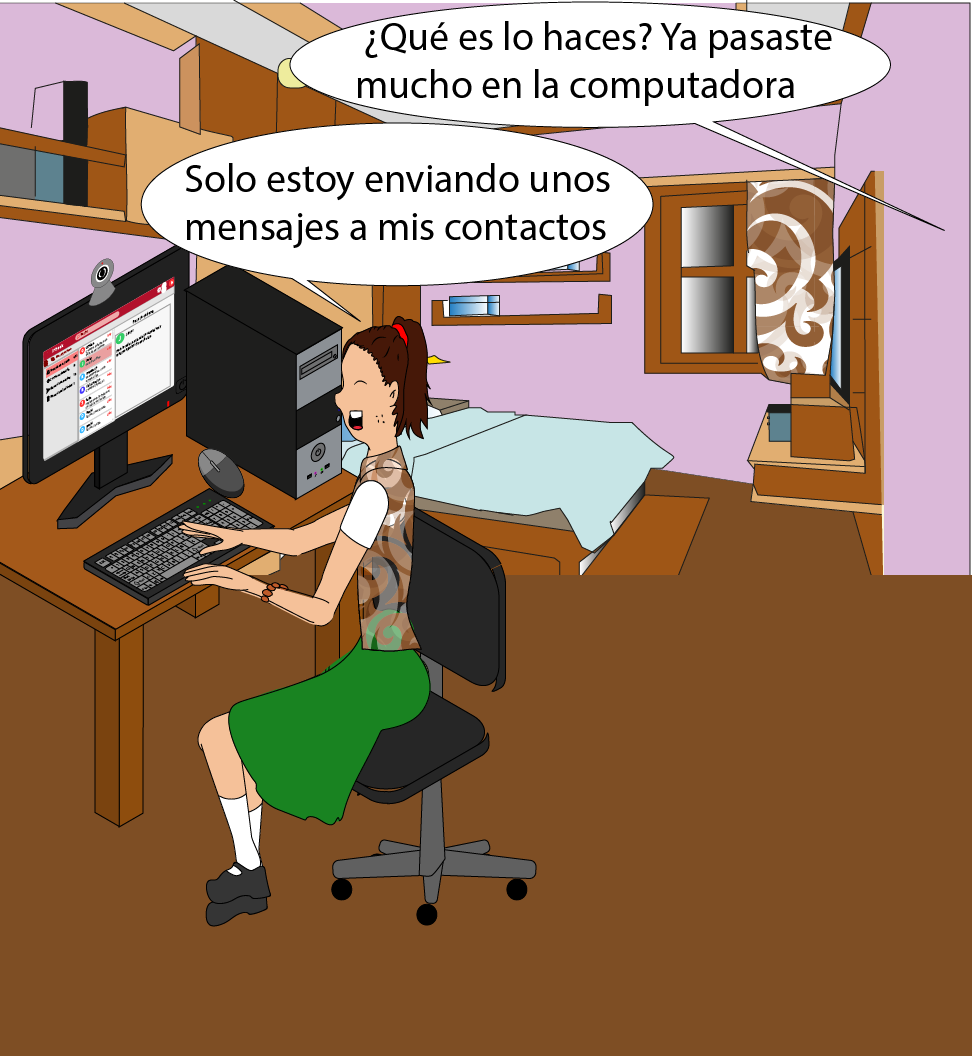 ¿Qué es lo haces? Ya pasaste
mucho en la computadora
Solo estoy enviando unos
mensajes a mis contactos